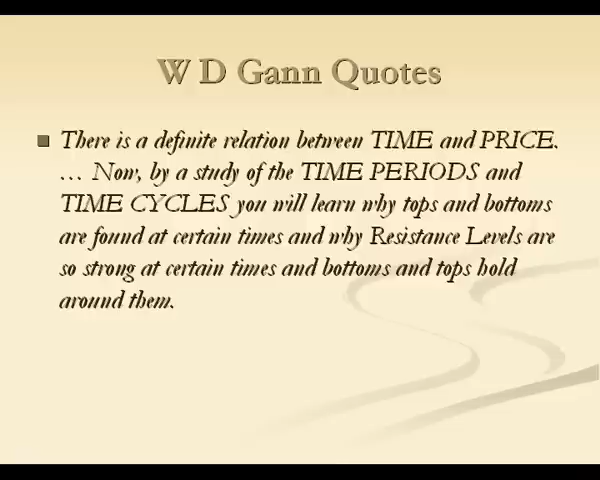 W D Gann Quotes
There is a definite relation between TIME and PRICE.
… Now, by a study of the TIME PERIODS and
TIME CYCLES you will learn why tops and bottoms
are found at certain times and why Resistance Levels are
so strong at certain times and bottoms and tops hold
around them.